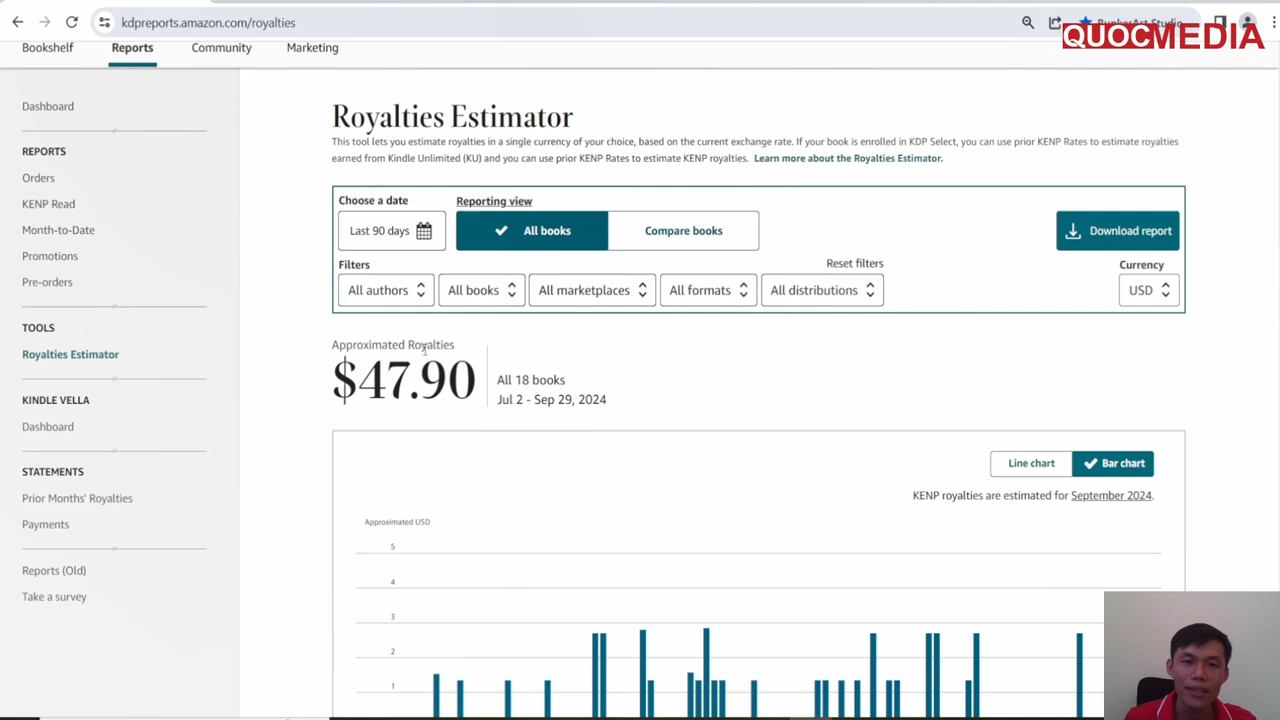 kdpreports.amazon.com/royalties
QUOCMEDIA
Bookshelf
Reports
Community
Marketing
Dashboard
REPORTS
Orders
KENP Read
Month-to-Date
Promotions
Pre-orders
TOOLS
Royalties Estimator
KINDLE VELLA
Dashboard
STATEMENTS
Prior Months' Royalties
Payments
Reports (Old)
Take a survey
Royalties Estimator
This tool lets you estimate royalties in a single currency of your choice, based on the current exchange rate. If your book is enrolled in KDP Select, you can use prior KENP Rates to estimate royalties
earned from Kindle Unlimited (KU) and you can use prior KENP Rates to estimate KENP royalties. Learn more about the Royalties Estimator.
Choose a date
Reporting view
Last 90 days
All books
Compare books
Download report
Filters
Reset filters
Currency
All authors
All books
All marketplaces
All formats
All distributions
USD
Approximated Royalties
$47.90
All 18 books
Jul 2 - Sep 29, 2024
Line chart
Bar chart
KENP royalties are estimated for September 2024.
Approximated USD
5
4
3
2
1